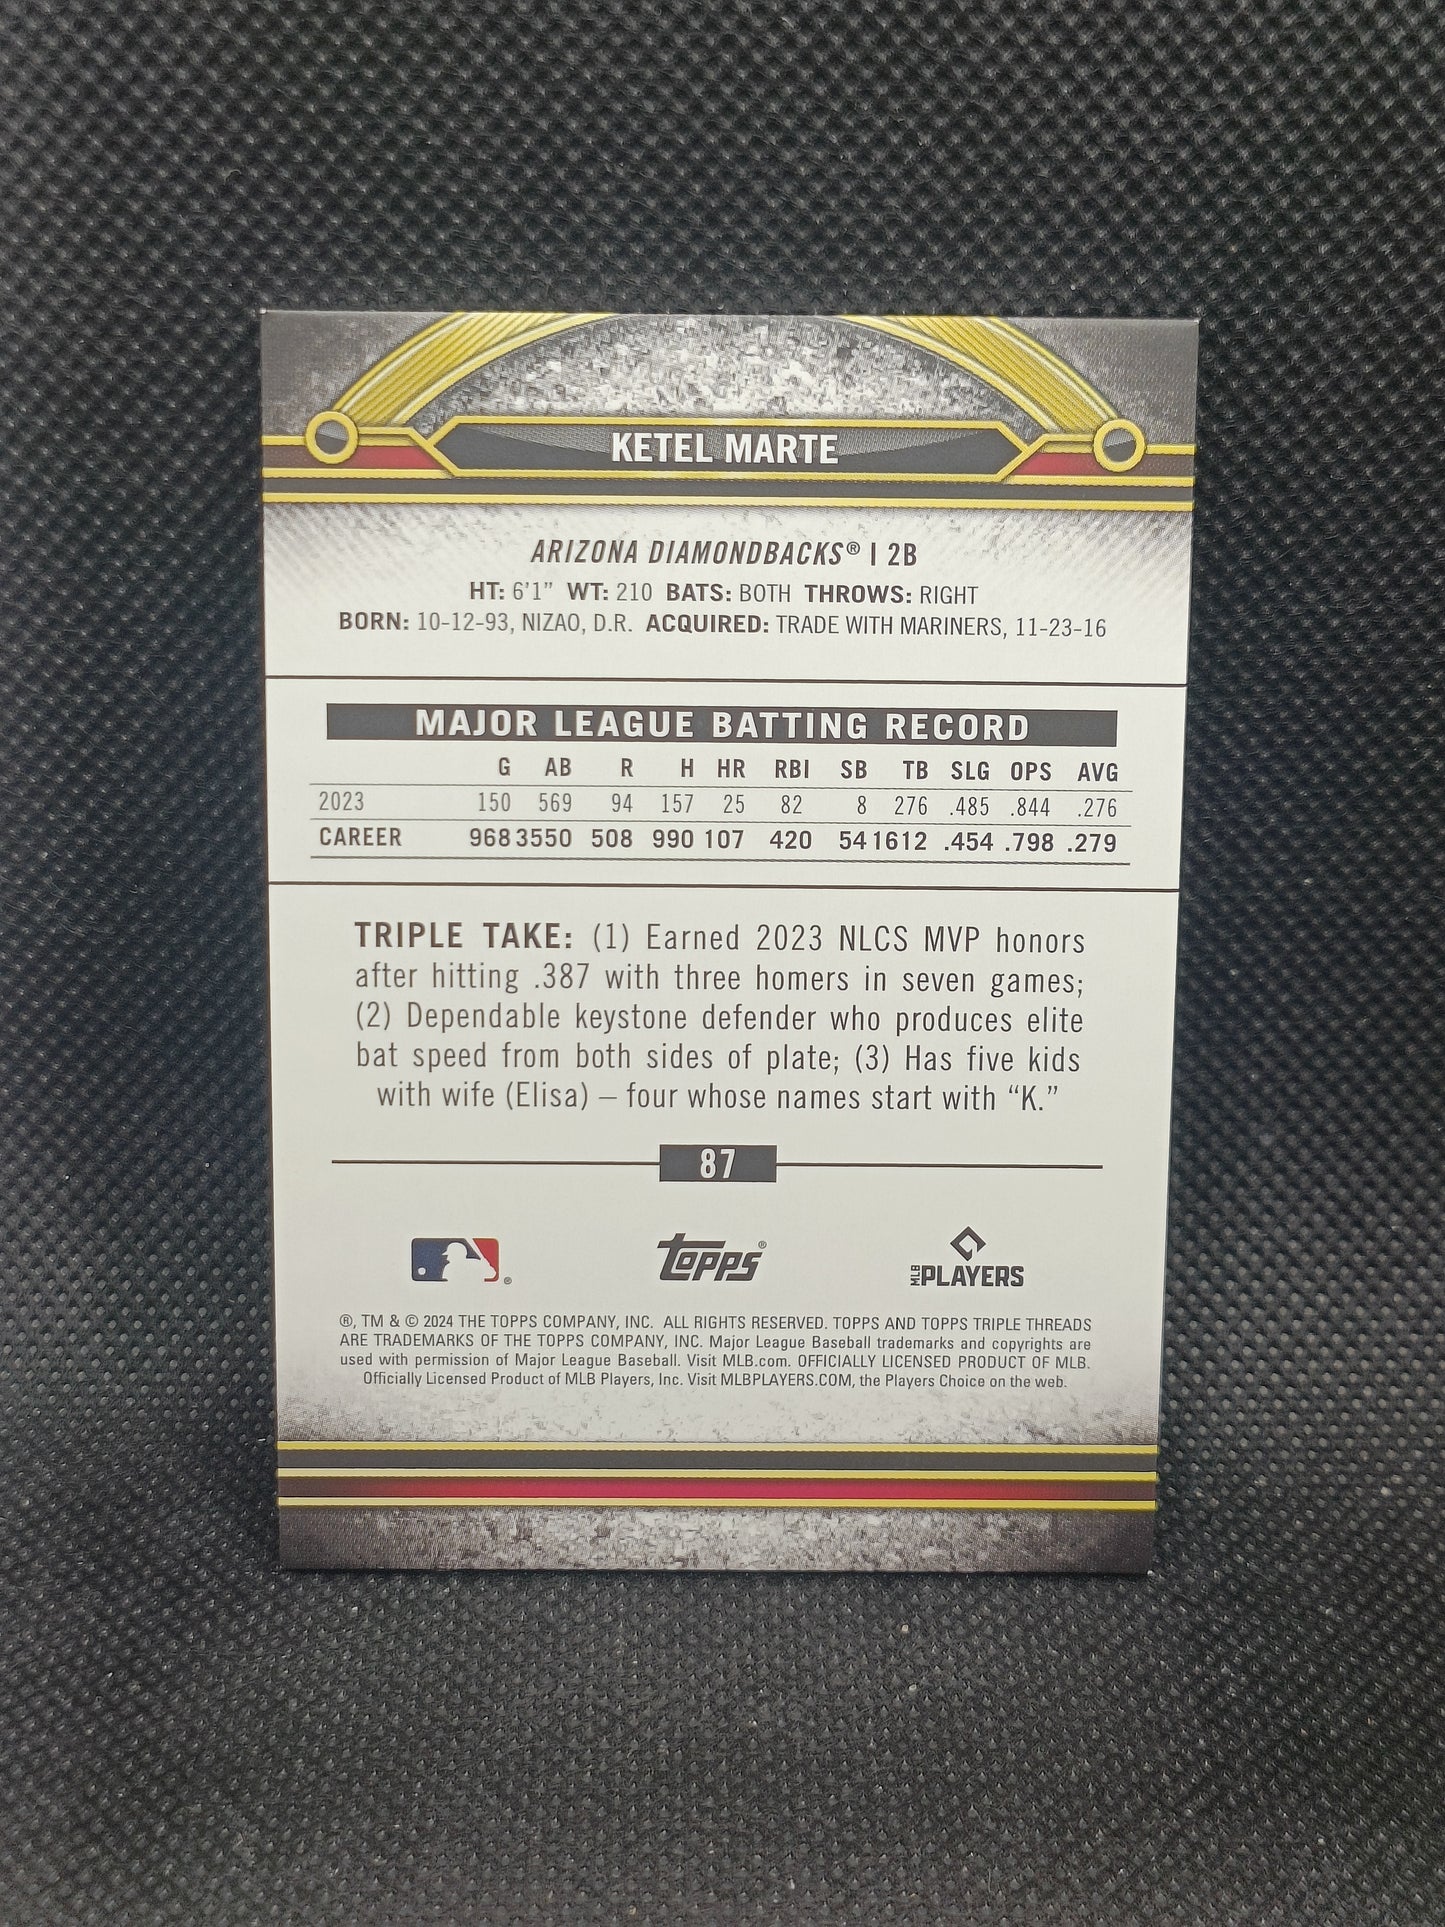 KETEL MARTE
ARIZONA DIAMONDBACKS® | 2B
HT: 6'1" WT: 210 BATS: BOTH THROWS: RIGHT
BORN: 10-12-93, NIZAO, D.R. ACQUIRED: TRADE WITH MARINERS, 11-23-16
MAJOR LEAGUE BATTING RECORD
G AB R H HR RBI SB TB SLG OPS AVG
2023 150 569 94 157 25 82 8 276 .485 .844 .276
CAREER 968 3550 508 990 107 420 54 1612 .454 .798 .279
TRIPLE TAKE: (1) Earned 2023 NLCS MVP honors
after hitting .387 with three homers in seven games;
(2) Dependable keystone defender who produces elite
bat speed from both sides of plate; (3) Has five kids
with wife (Elisa) – four whose names start with “K.”
87
®
Topps®
MLB PLAYERS
®, TM & © 2024 THE TOPPS COMPANY, INC. ALL RIGHTS RESERVED. TOPPS AND TOPPS TRIPLE THREADS
ARE TRADEMARKS OF THE TOPPS COMPANY, INC. Major League Baseball trademarks and copyrights are
used with permission of Major League Baseball. Visit MLB.com. OFFICIALLY LICENSED PRODUCT OF MLB.
Officially Licensed Product of MLB Players, Inc. Visit MLBPLAYERS.COM, the Players Choice on the web.